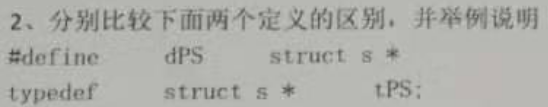 2、分别比较下面两个定义的区别，并举例说明
#define dPS struct s *
typedef struct s * tPS;